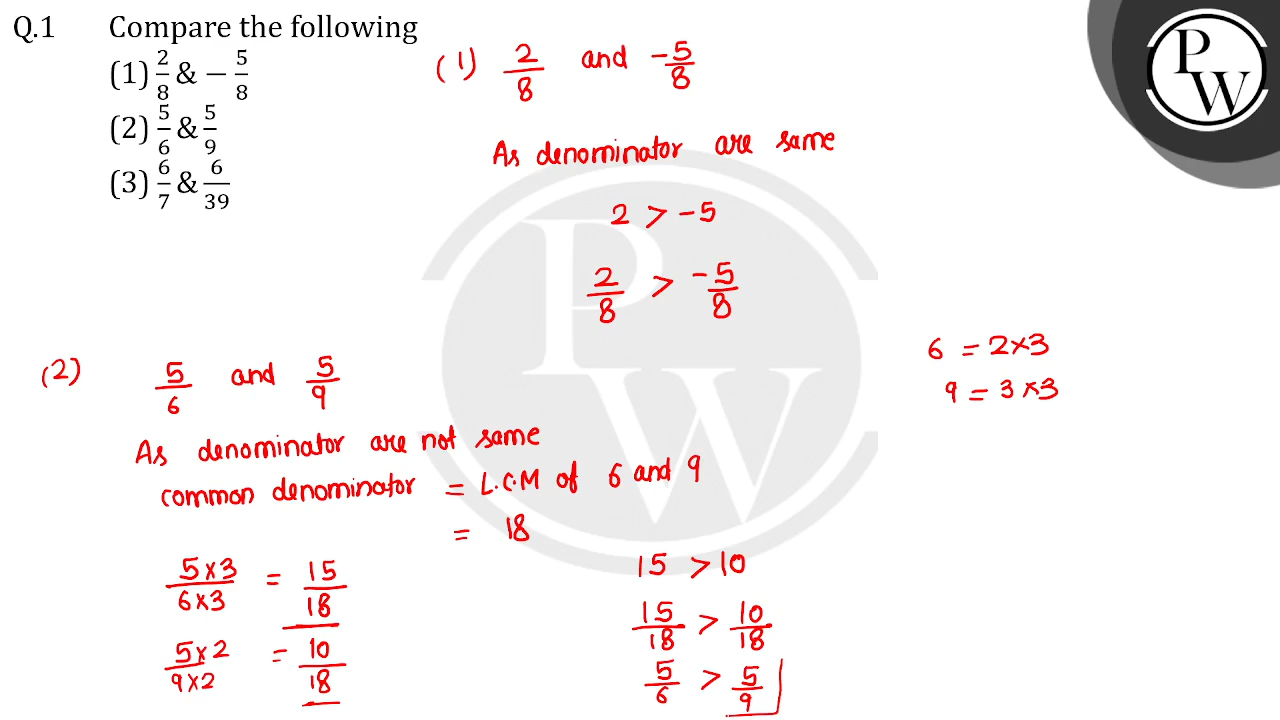 Q.1 Compare the following
(1) 2/8 & − 5/8
(2) 5/6 & 5/9
(3) 6/7 & 6/39
(1) 2/8 and -5/8
As denominator are same
2 > -5
2/8 > -5/8
(2) 5/6 and 5/9
As denominator are not same
common denominator = L.C.M of 6 and 9
= 18
6 = 2×3
9 = 3×3
5×3/6×3 = 15/18
5×2/9×2 = 10/18
15 > 10
15/18 > 10/18
5/6 > 5/9
P
W
P
W